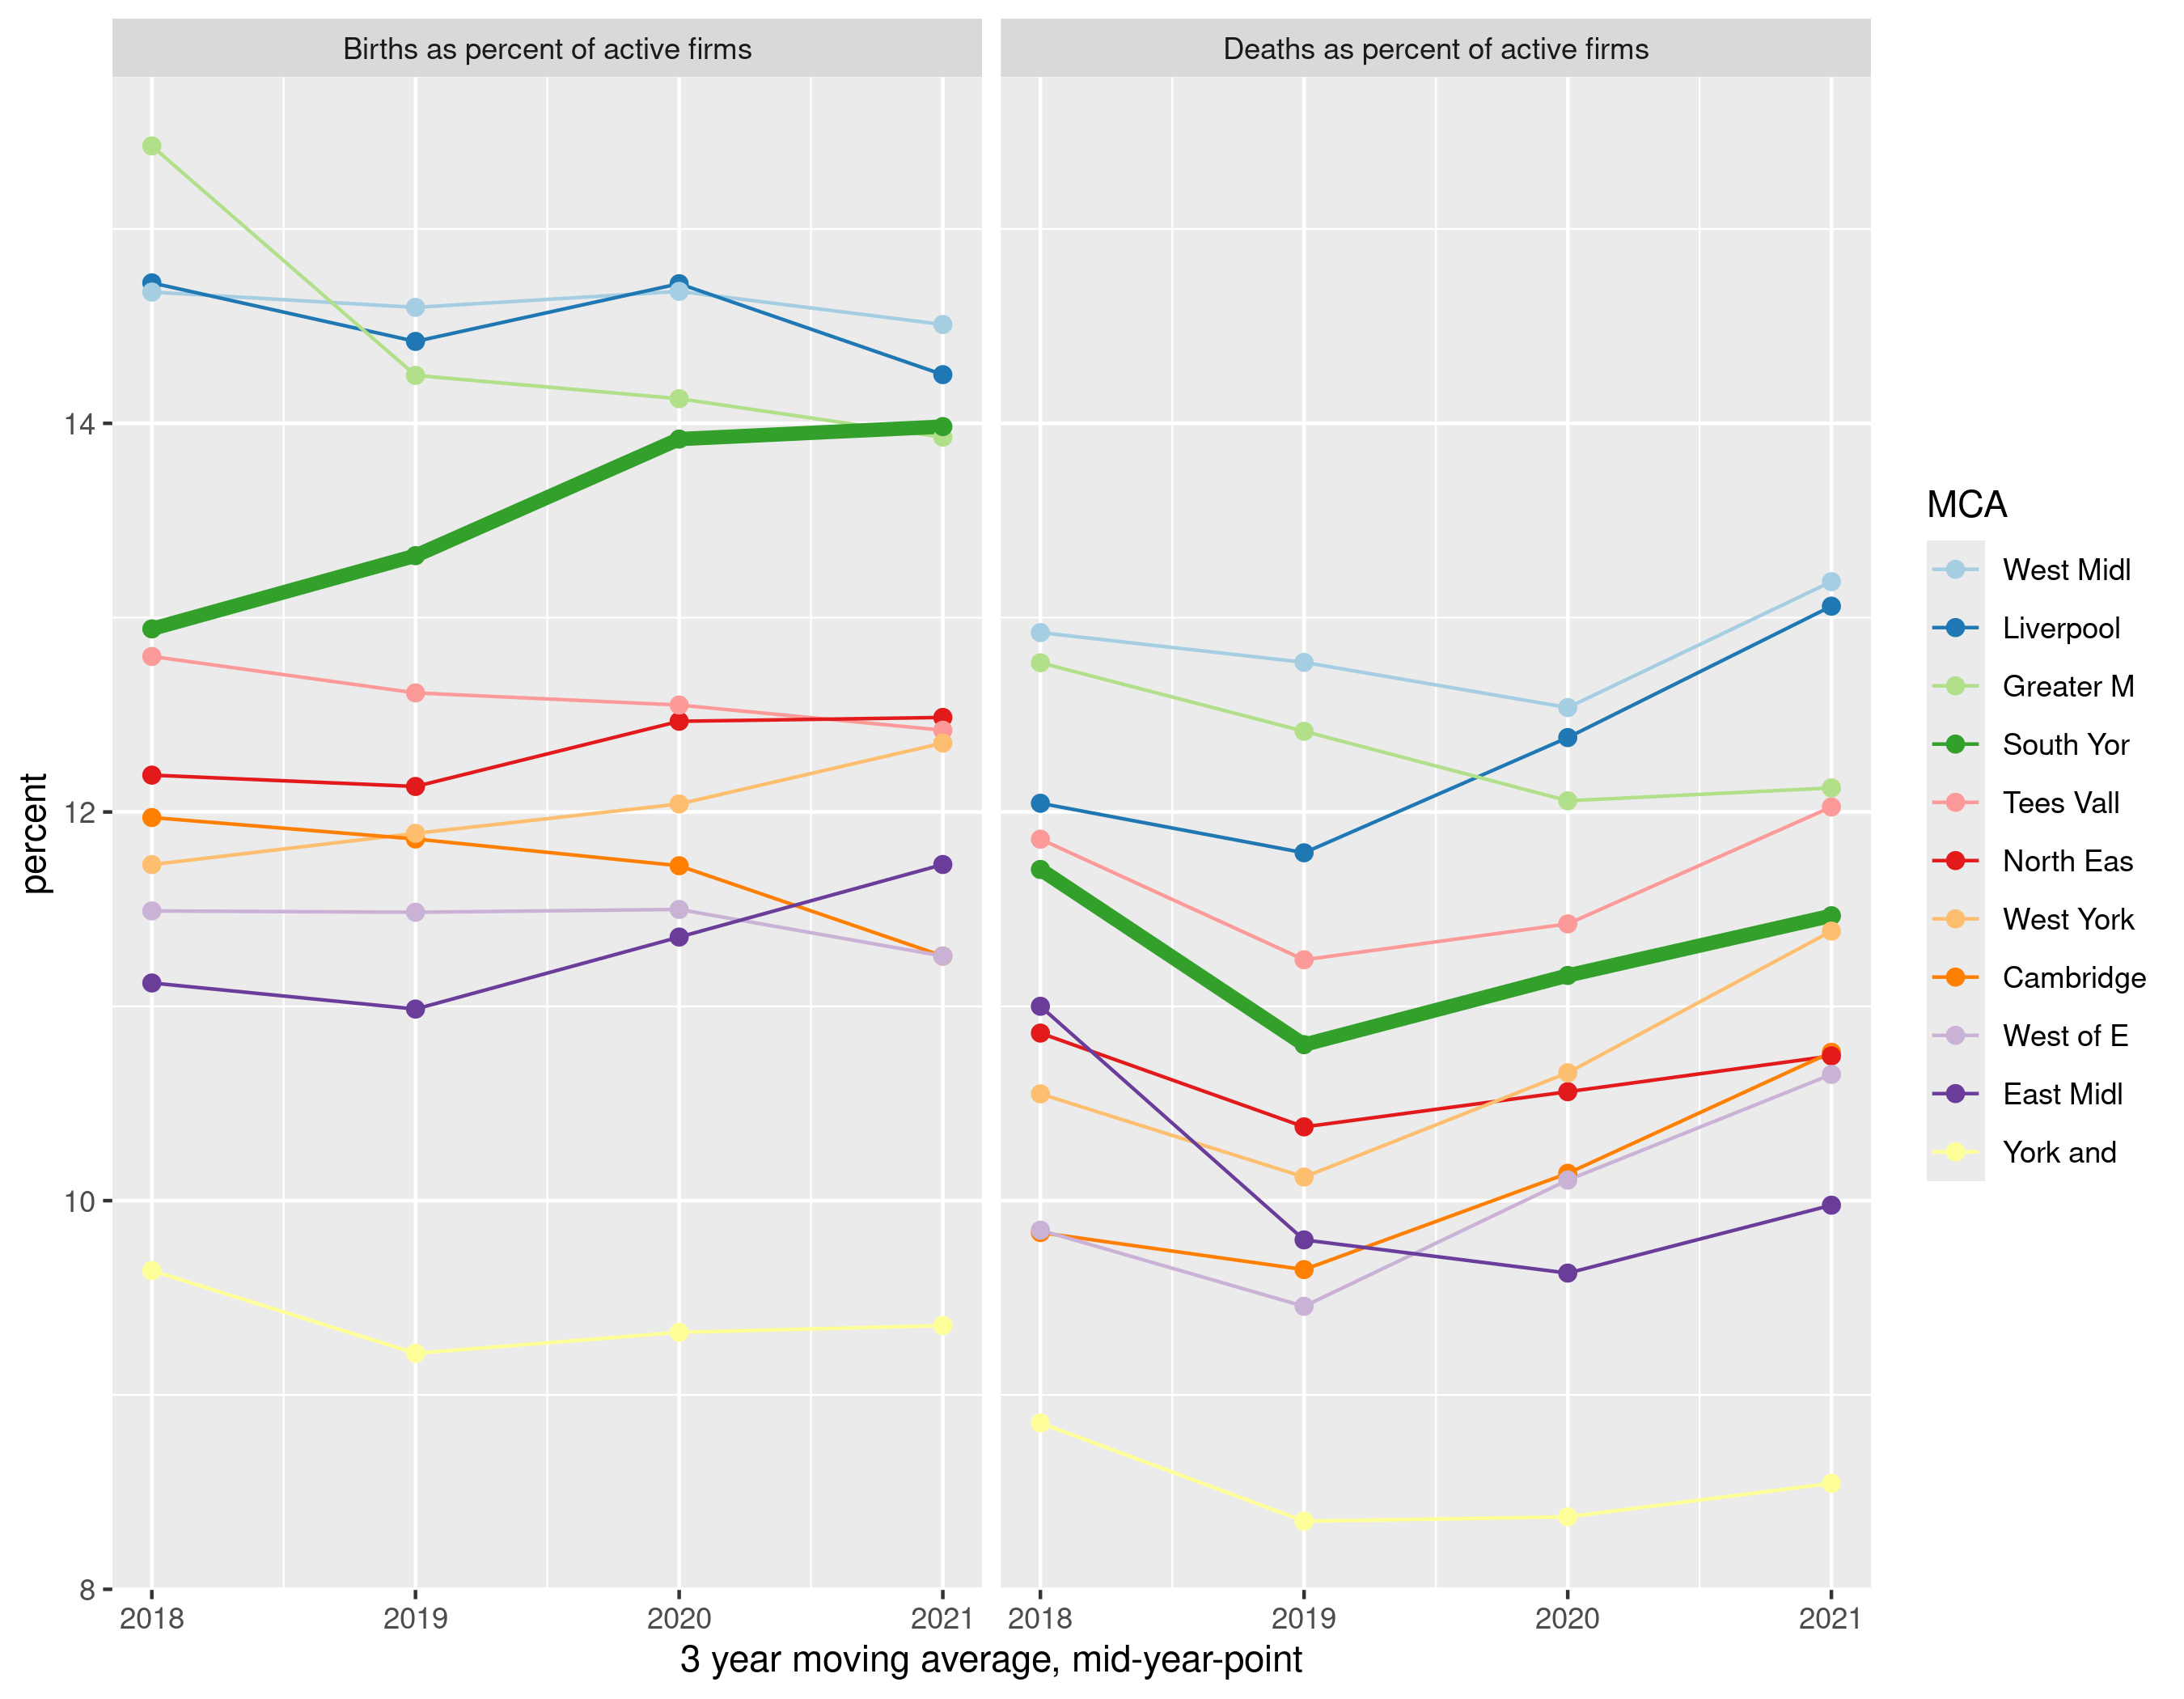 Births as percent of active firms
Deaths as percent of active firms
percent
14
12
10
8
2018 2019 2020 2021
2018 2019 2020 2021
3 year moving average, mid-year-point
MCA
West Midl
Liverpool
Greater M
South Yor
Tees Vall
North Eas
West York
Cambridge
West of E
East Midl
York and